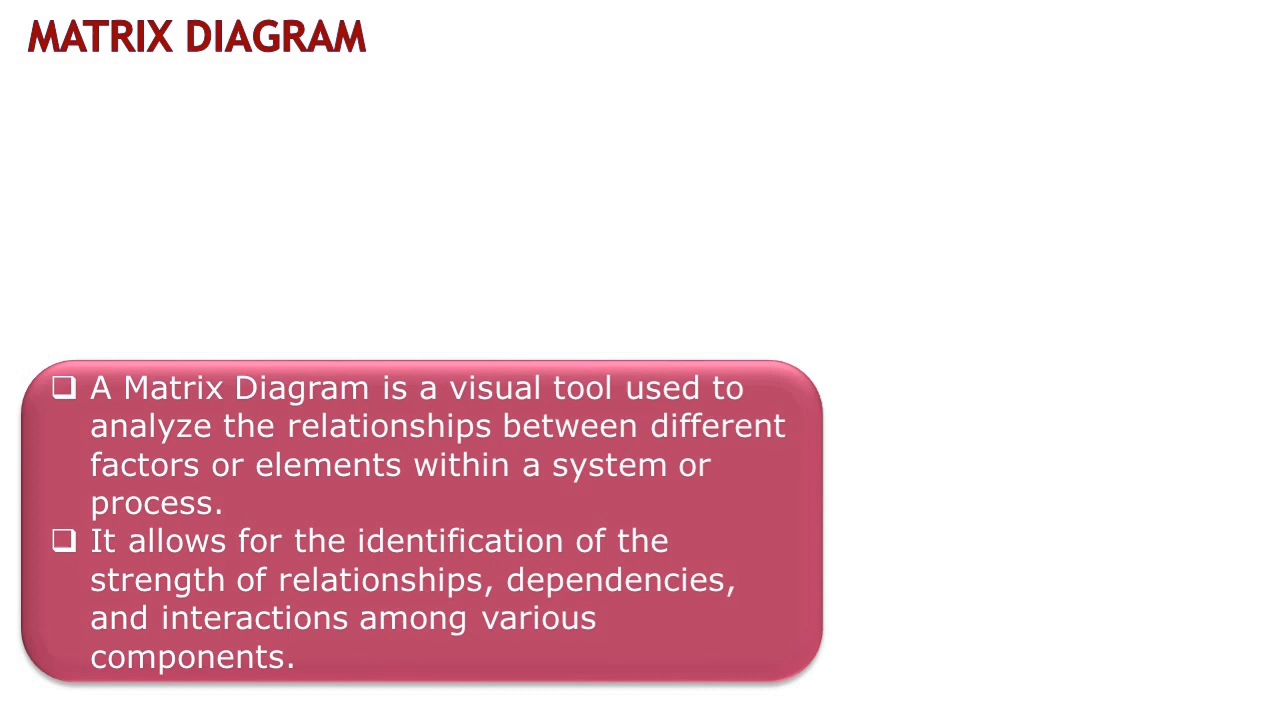 MATRIX DIAGRAM
❑ A Matrix Diagram is a visual tool used to
analyze the relationships between different
factors or elements within a system or
process.
❑ It allows for the identification of the
strength of relationships, dependencies,
and interactions among various
components.